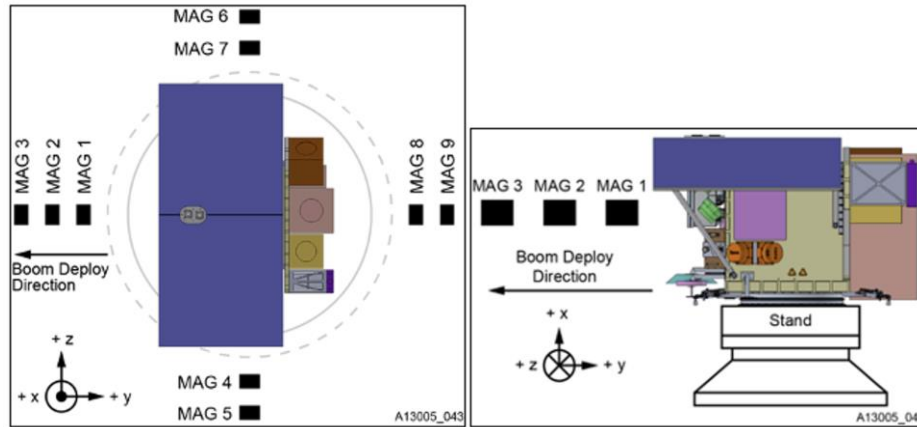 MAG 6
MAG 7
MAG 3
MAG 2
MAG 1
MAG 8
MAG 9
Boom Deploy
Direction
+ z
+ x
+ y
MAG 4
MAG 5
A13005_043
MAG 3
MAG 2
MAG 1
Boom Deploy
Direction
+ x
+ z
+ y
Stand
A13005_04